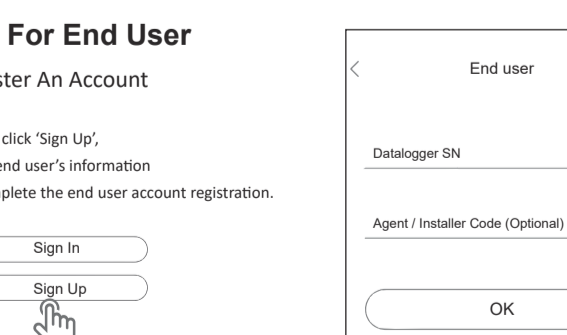 For End User
ster An Account
click 'Sign Up',
end user's information
plete the end user account registration.
Sign In
Sign Up
End user
Datalogger SN
Agent / Installer Code (Optional)
OK